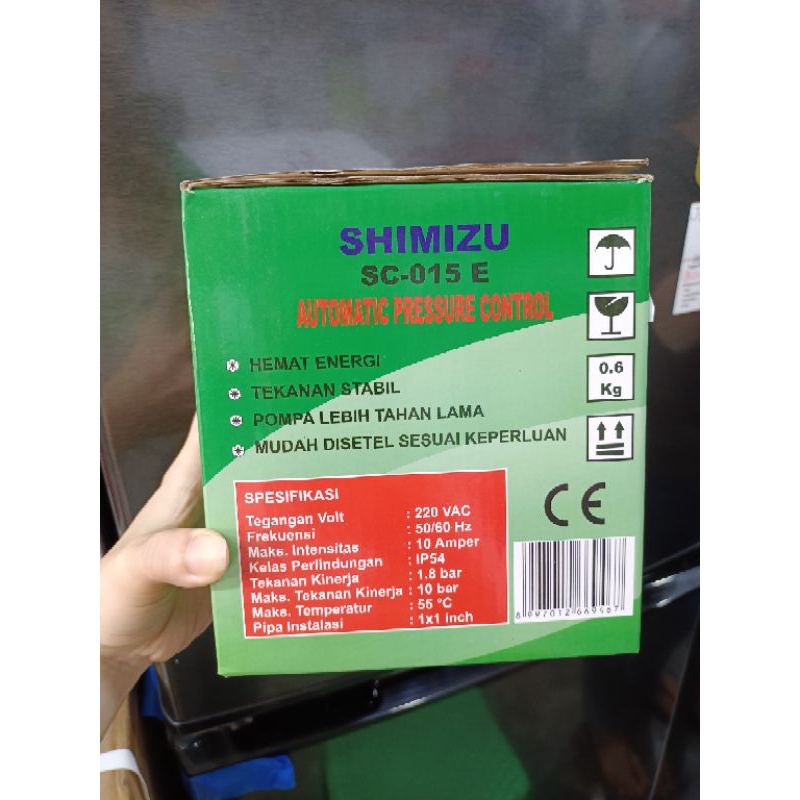 SHIMIZU
SC-015 E
AUTOMATIC PRESSURE CONTROL
HEMAT ENERGI
TEKANAN STABIL
POMPA LEBIH TAHAN LAMA
MUDAH DISETEL SESUAI KEPERLUAN
0.6
Kg
SPESIFIKASI
Tegangan Volt : 220 VAC
Frekuensi : 50/60 Hz
Maks. Intensitas : 10 Amper
Kelas Perlindungan : IP54
Tekanan Kinerja : 1.8 bar
Maks. Tekanan Kinerja : 10 bar
Maks. Temperatur : 55 °C
Pipa Instalasi : 1x1 inch
CE